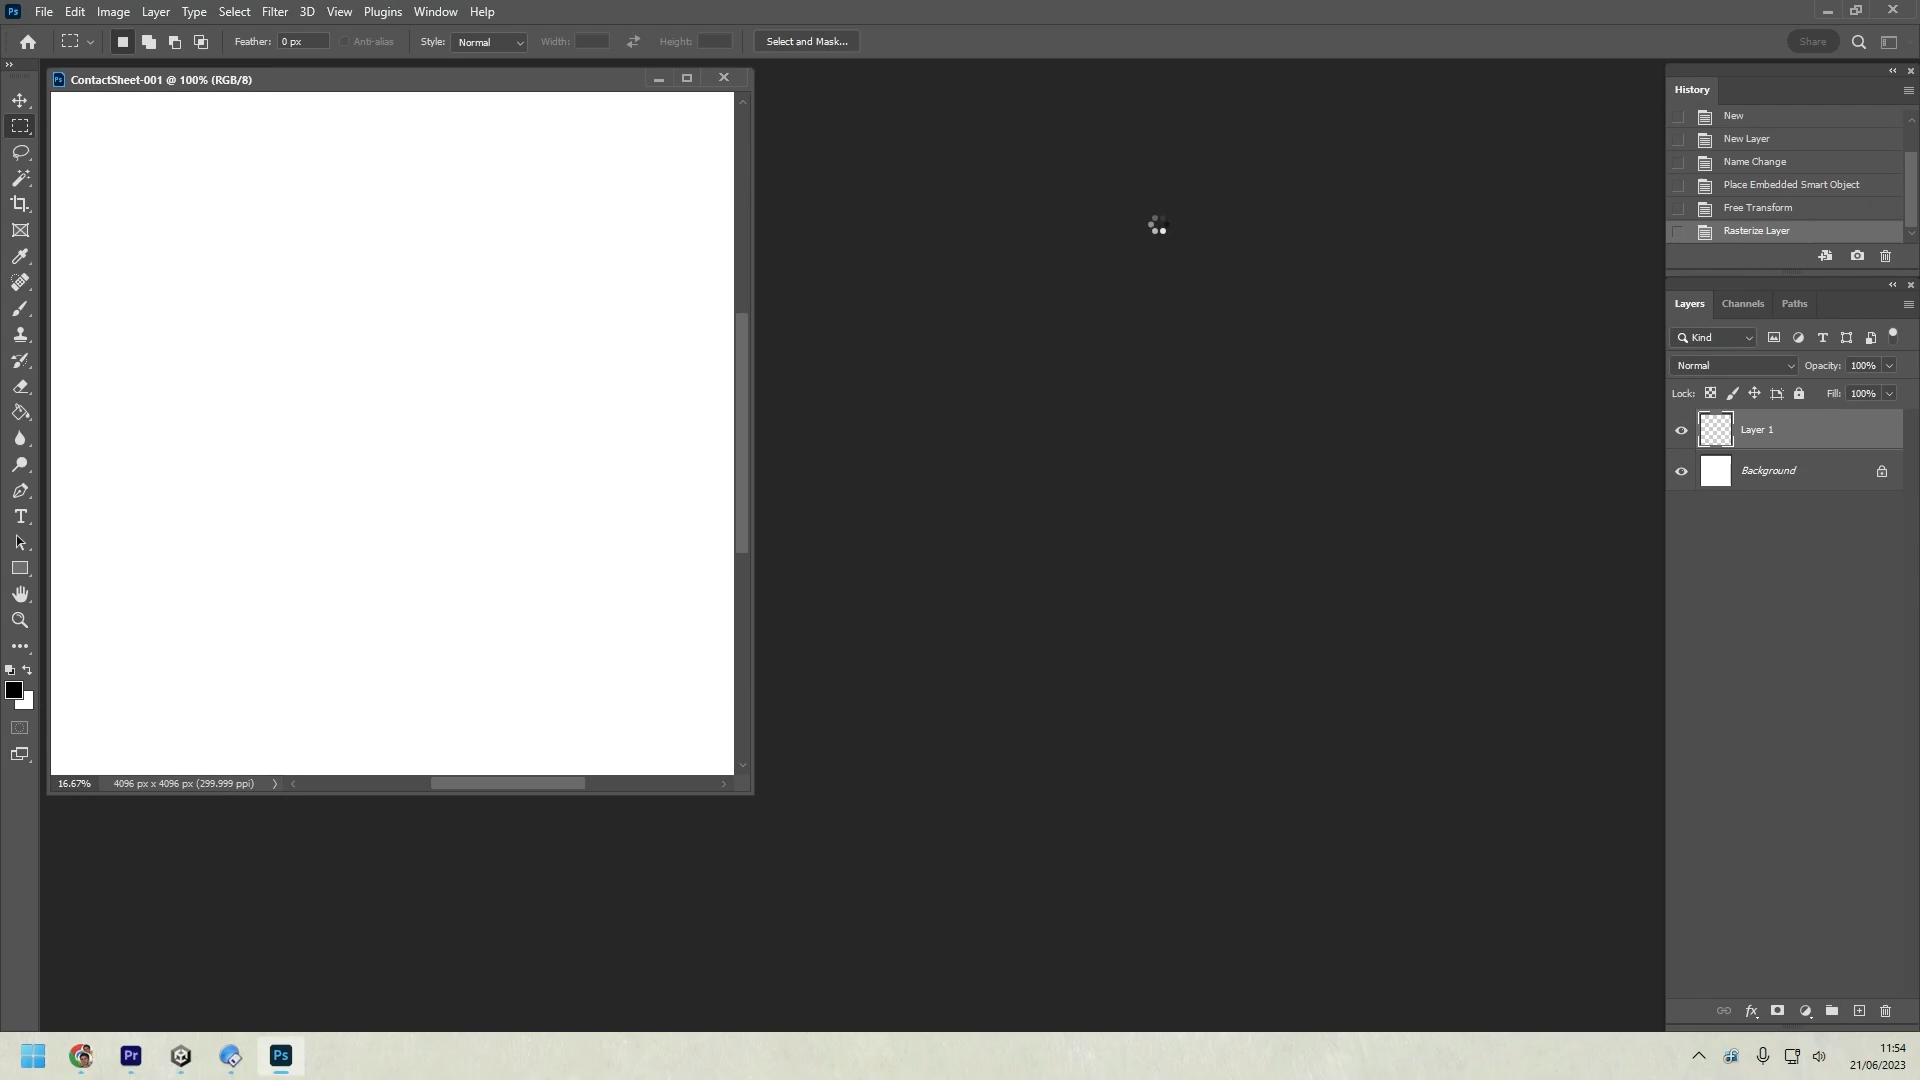 Ps File Edit Image Layer Type Select Filter 3D View Plugins Window Help
Feather: 0 px Anti-alias Style: Normal Width: Height: Select and Mask... Share
Ps ContactSheet-001 @ 100% (RGB/8)
History
New
New Layer
Name Change
Place Embedded Smart Object
Free Transform
Rasterize Layer
Layers Channels Paths
Kind
Normal Opacity: 100%
Lock: Fill: 100%
Layer 1
Background
16.67% 4096 px x 4096 px (299.999 ppi)
Pr Ps
11:54
21/06/2023